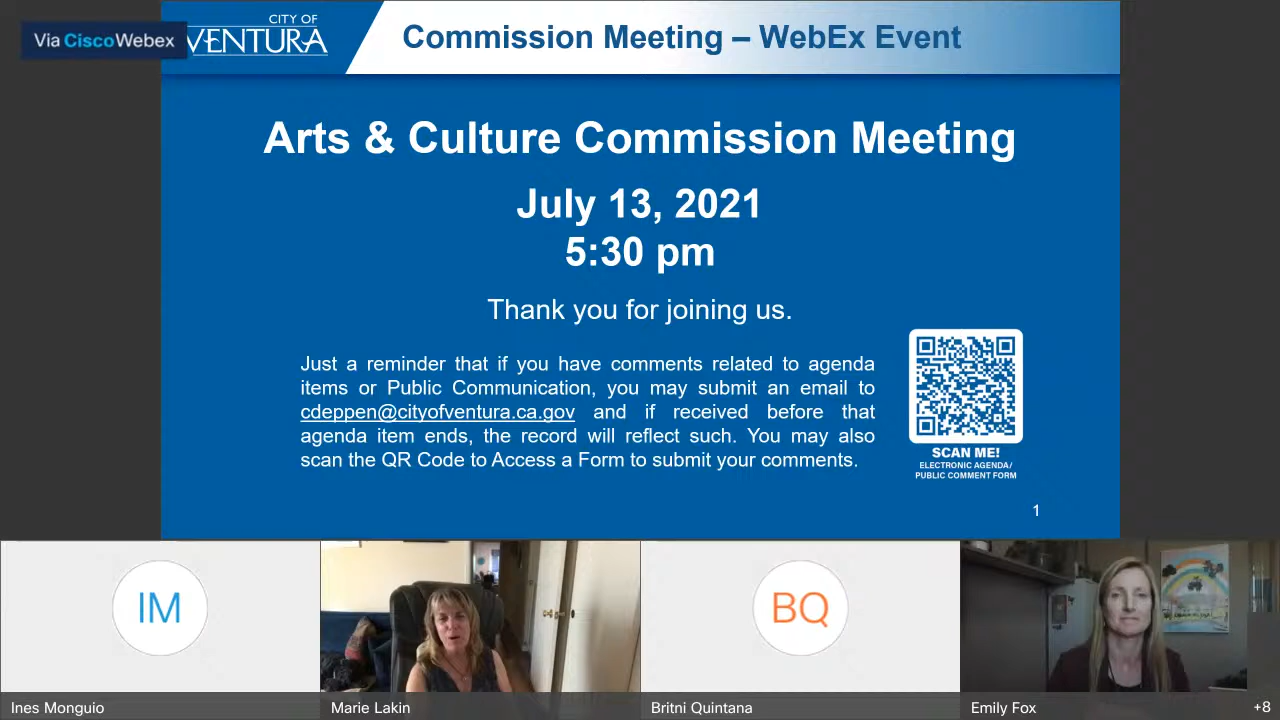 Via Cisco Webex
CITY OF
VENTURA
Commission Meeting – WebEx Event
Arts & Culture Commission Meeting
July 13, 2021
5:30 pm
Thank you for joining us.
Just a reminder that if you have comments related to agenda
items or Public Communication, you may submit an email to
cdeppen@cityofventura.ca.gov and if received before that
agenda item ends, the record will reflect such. You may also
scan the QR Code to Access a Form to submit your comments.
SCAN ME!
ELECTRONIC AGENDA/
PUBLIC COMMENT FORM
1
IM
BQ
Ines Monguio
Marie Lakin
Britni Quintana
Emily Fox
+8